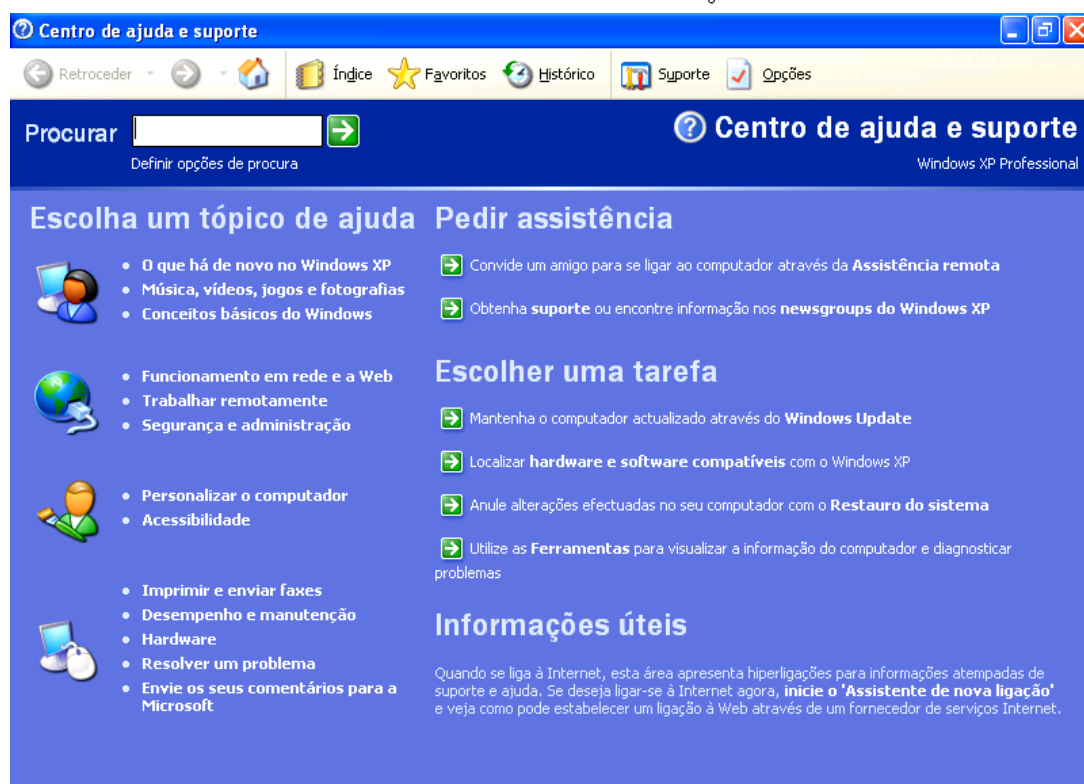 Centro de ajuda e suporte
Retroceder
Índice
Favoritos
Histórico
Suporte
Opções
Procurar
Definir opções de procura
Centro de ajuda e suporte
Windows XP Professional
Escolha um tópico de ajuda
O que há de novo no Windows XP
Música, vídeos, jogos e fotografias
Conceitos básicos do Windows
Funcionamento em rede e a Web
Trabalhar remotamente
Segurança e administração
Personalizar o computador
Acessibilidade
Imprimir e enviar faxes
Desempenho e manutenção
Hardware
Resolver um problema
Envie os seus comentários para a
Microsoft
Pedir assistência
Convide um amigo para se ligar ao computador através da Assistência remota
Obtenha suporte ou encontre informação nos newsgroups do Windows XP
Escolher uma tarefa
Mantenha o computador actualizado através do Windows Update
Localizar hardware e software compatíveis com o Windows XP
Anule alterações efectuadas no seu computador com o Restauro do sistema
Utilize as Ferramentas para visualizar a informação do computador e diagnosticar
problemas
Informações úteis
Quando se liga à Internet, esta área apresenta hiperligações para informações atempadas de
suporte e ajuda. Se deseja ligar-se à Internet agora, inicie o 'Assistente de nova ligação'
e veja como pode estabelecer um ligação à Web através de um fornecedor de serviços Internet.